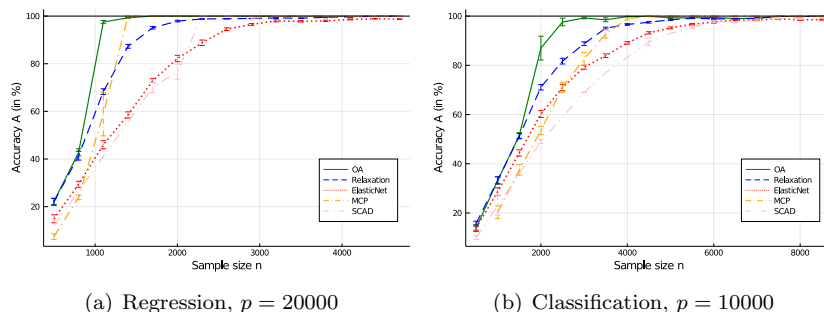 Accuracy A (in %)
100
80
60
40
20
1000
2000
3000
4000
Sample size n
OA
Relaxation
ElasticNet
MCP
SCAD
(a) Regression, p = 20000
Accuracy A (in %)
100
80
60
40
20
2000
4000
6000
8000
Sample size n
OA
Relaxation
ElasticNet
MCP
SCAD
(b) Classification, p = 10000